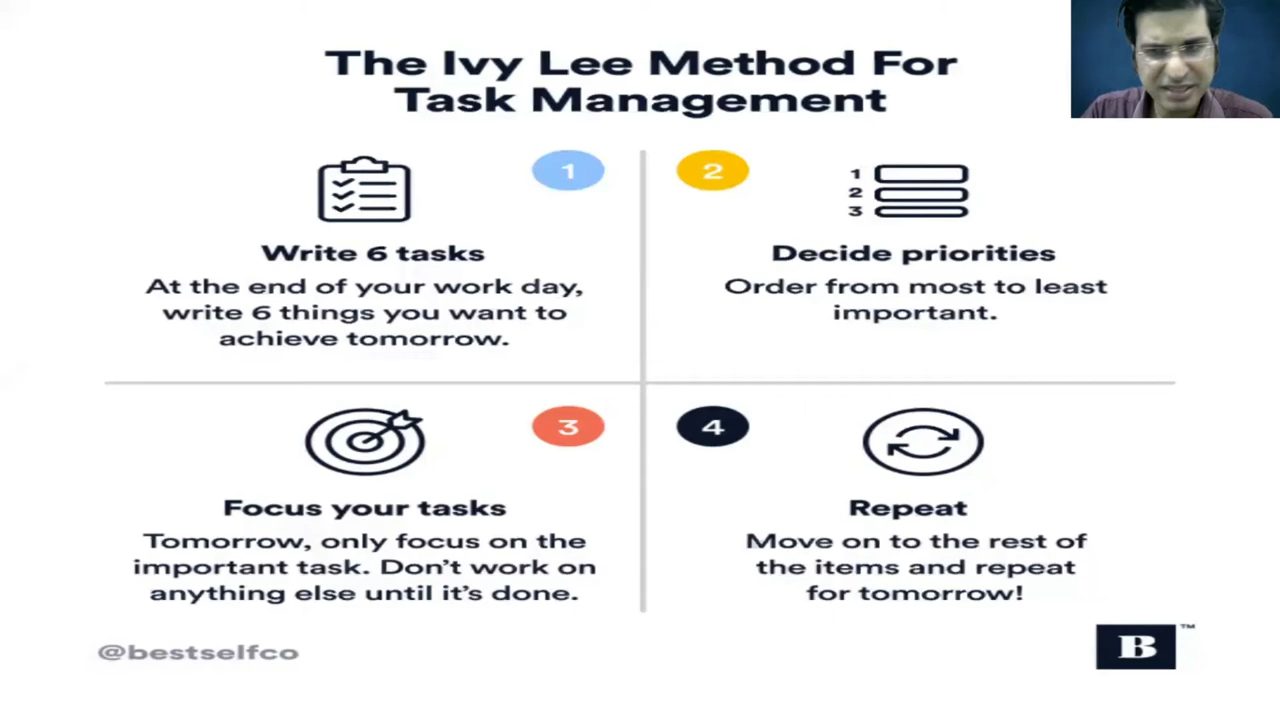 The Ivy Lee Method For
Task Management
1
Write 6 tasks
At the end of your work day,
write 6 things you want to
achieve tomorrow.
2
1
2
3
Decide priorities
Order from most to least
important.
3
Focus your tasks
Tomorrow, only focus on the
important task. Don't work on
anything else until it's done.
4
Repeat
Move on to the rest of
the items and repeat
for tomorrow!
@bestselfco
B ™